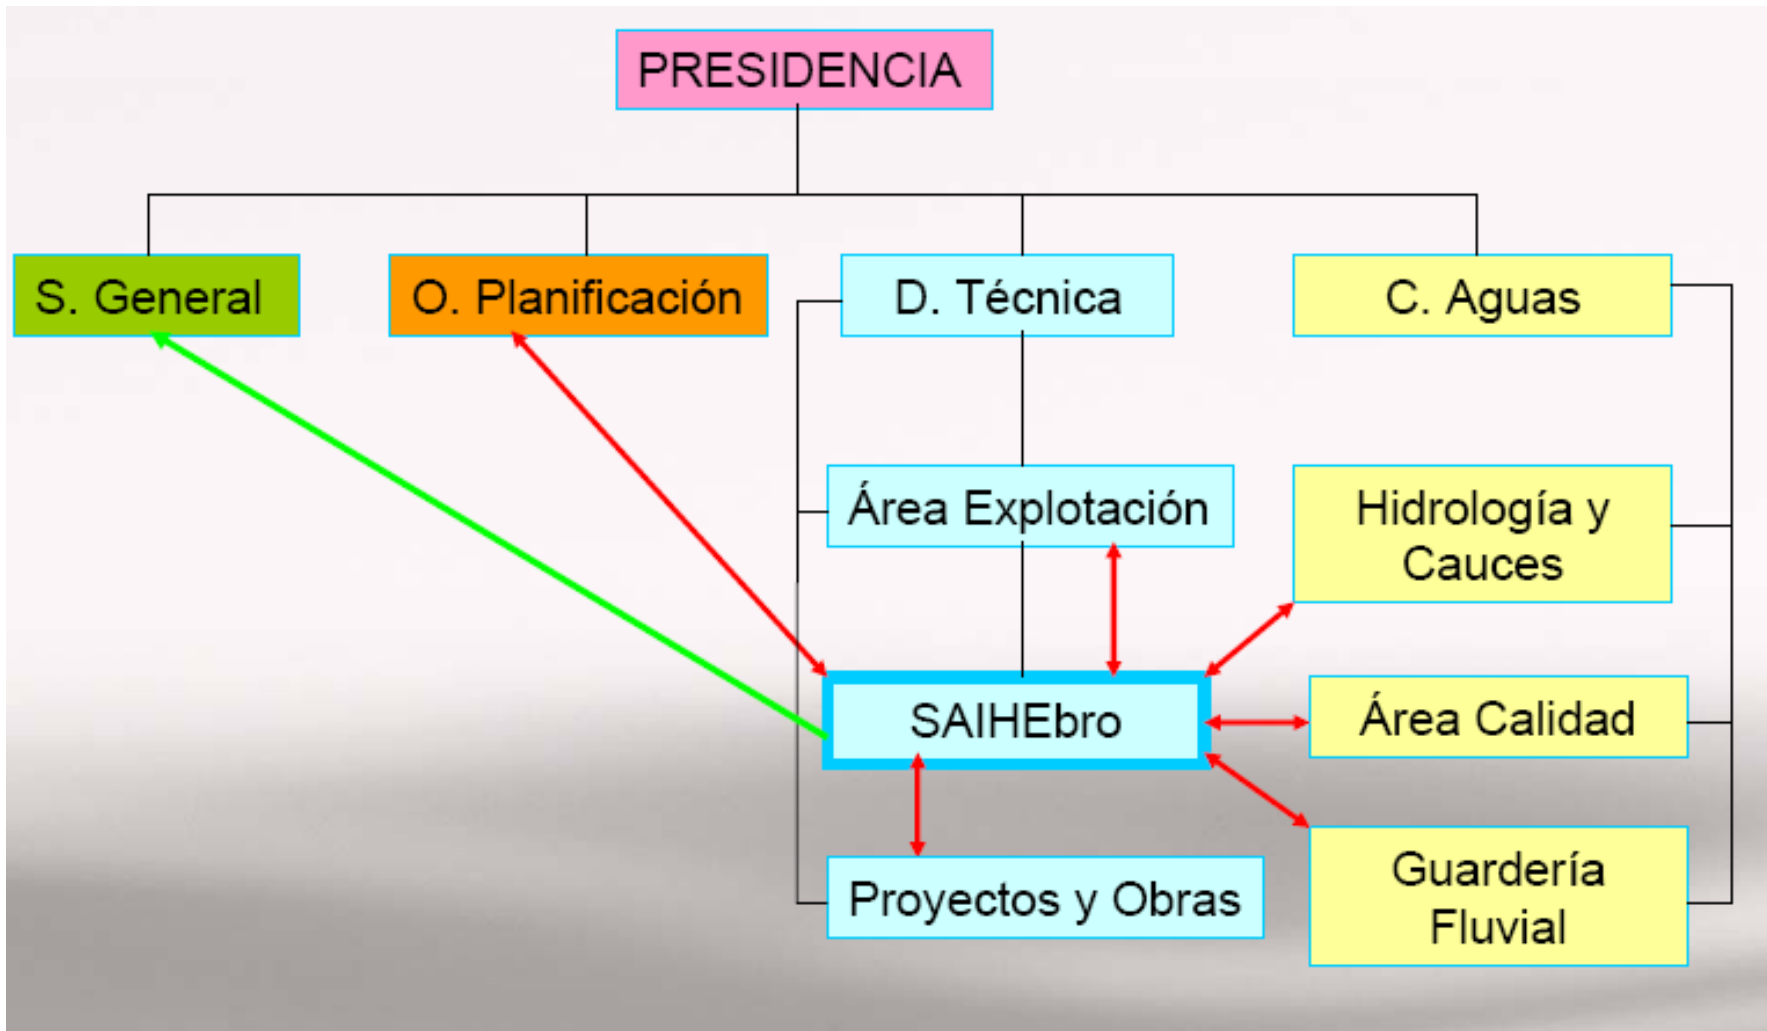 PRESIDENCIA
S. General
O. Planificación
D. Técnica
C. Aguas
Área Explotación
Hidrología y
Cauces
SAIHEbro
Área Calidad
Proyectos y Obras
Guardería
Fluvial